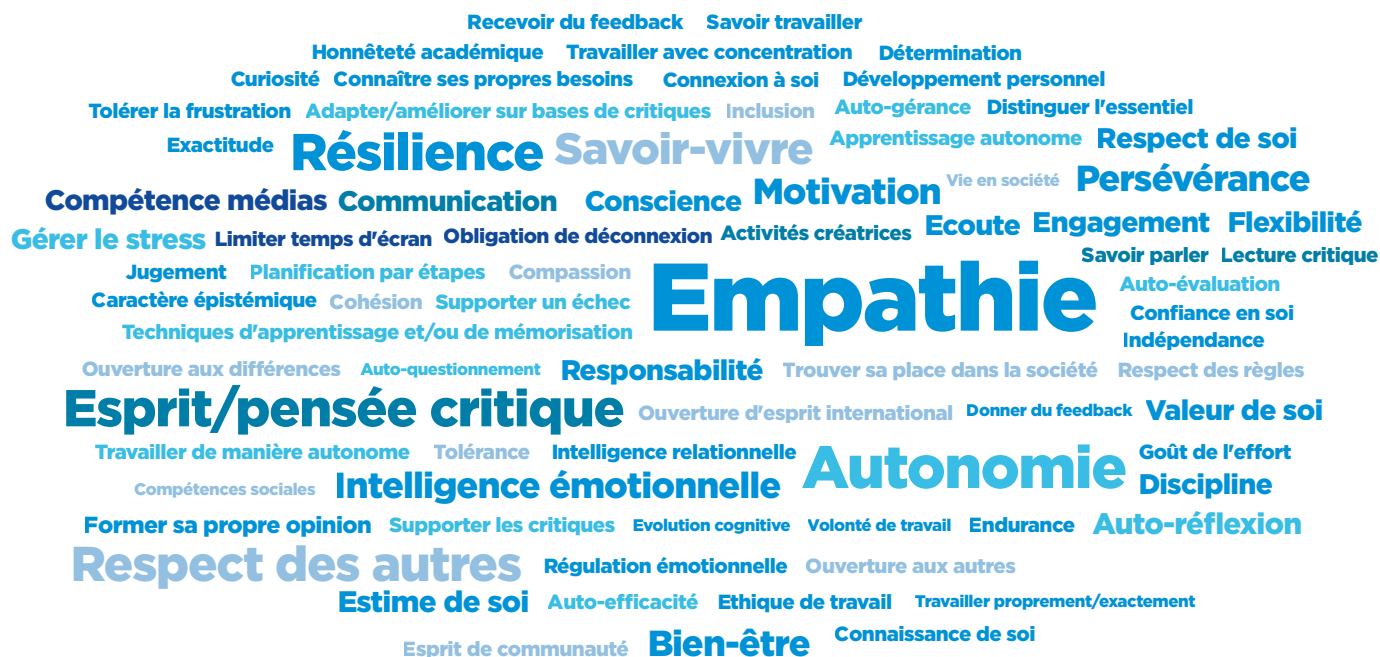 Recevoir du feedback Savoir travailler
Honnêteté académique Travailler avec concentration Détermination
Curiosité Connaître ses propres besoins Connexion à soi Développement personnel
Tolérer la frustration Adapter/améliorer sur bases de critiques Inclusion Auto-gérance Distinguer l'essentiel
Exactitude Résilience Savoir-vivre Apprentissage autonome Respect de soi
Compétence médias Communication Conscience Motivation Vie en société Persévérance
Gérer le stress Limiter temps d'écran Obligation de déconnexion Activités créatrices Ecoute Engagement Flexibilité
Savoir parler Lecture critique
Jugement Planification par étapes Compassion Empathie Auto-évaluation
Caractère épistémique Cohésion Supporter un échec Confiance en soi
Techniques d'apprentissage et/ou de mémorisation Indépendance
Ouverture aux différences Auto-questionnement Responsabilité Trouver sa place dans la société Respect des règles
Esprit/pensée critique Ouverture d'esprit international Donner du feedback Valeur de soi
Travailler de manière autonome Tolérance Intelligence relationnelle Autonomie Goût de l'effort
Compétences sociales Intelligence émotionnelle Discipline
Former sa propre opinion Supporter les critiques Evolution cognitive Volonté de travail Endurance Auto-réflexion
Respect des autres Régulation émotionnelle Ouverture aux autres
Estime de soi Auto-efficacité Ethique de travail Travailler proprement/exactement
Esprit de communauté Bien-être Connaissance de soi